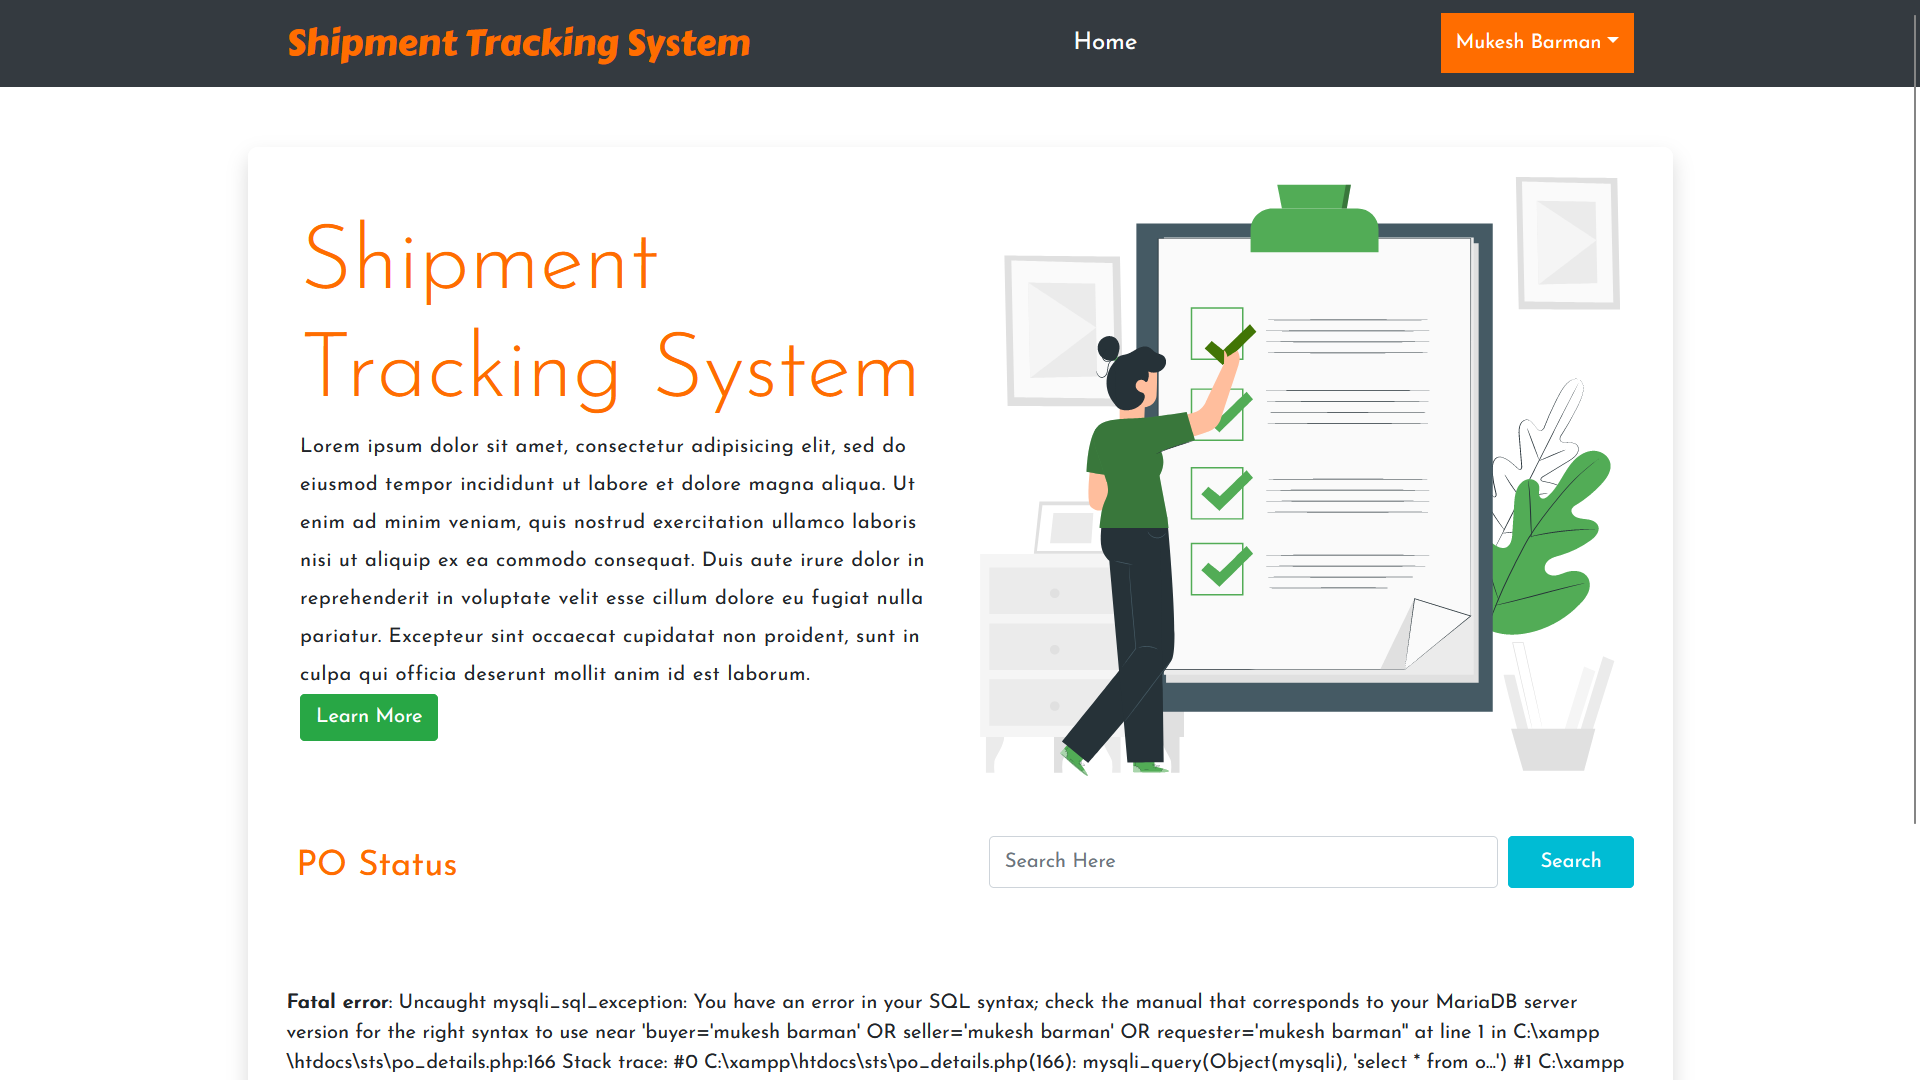 Shipment Tracking System
Home
Mukesh Barman
Shipment
Tracking System
Lorem ipsum dolor sit amet, consectetur adipisicing elit, sed do
eiusmod tempor incididunt ut labore et dolore magna aliqua. Ut
enim ad minim veniam, quis nostrud exercitation ullamco laboris
nisi ut aliquip ex ea commodo consequat. Duis aute irure dolor in
reprehenderit in voluptate velit esse cillum dolore eu fugiat nulla
pariatur. Excepteur sint occaecat cupidatat non proident, sunt in
culpa qui officia deserunt mollit anim id est laborum.
Learn More
PO Status
Search Here
Search
Fatal error: Uncaught mysqli_sql_exception: You have an error in your SQL syntax; check the manual that corresponds to your MariaDB server
version for the right syntax to use near 'buyer='mukesh barman' OR seller='mukesh barman' OR requester='mukesh barman'' at line 1 in C:\xampp
\htdocs\sts\po_details.php:166 Stack trace: #0 C:\xampp\htdocs\sts\po_details.php(166): mysqli_query(Object(mysqli), 'select * from o...') #1 C:\xampp